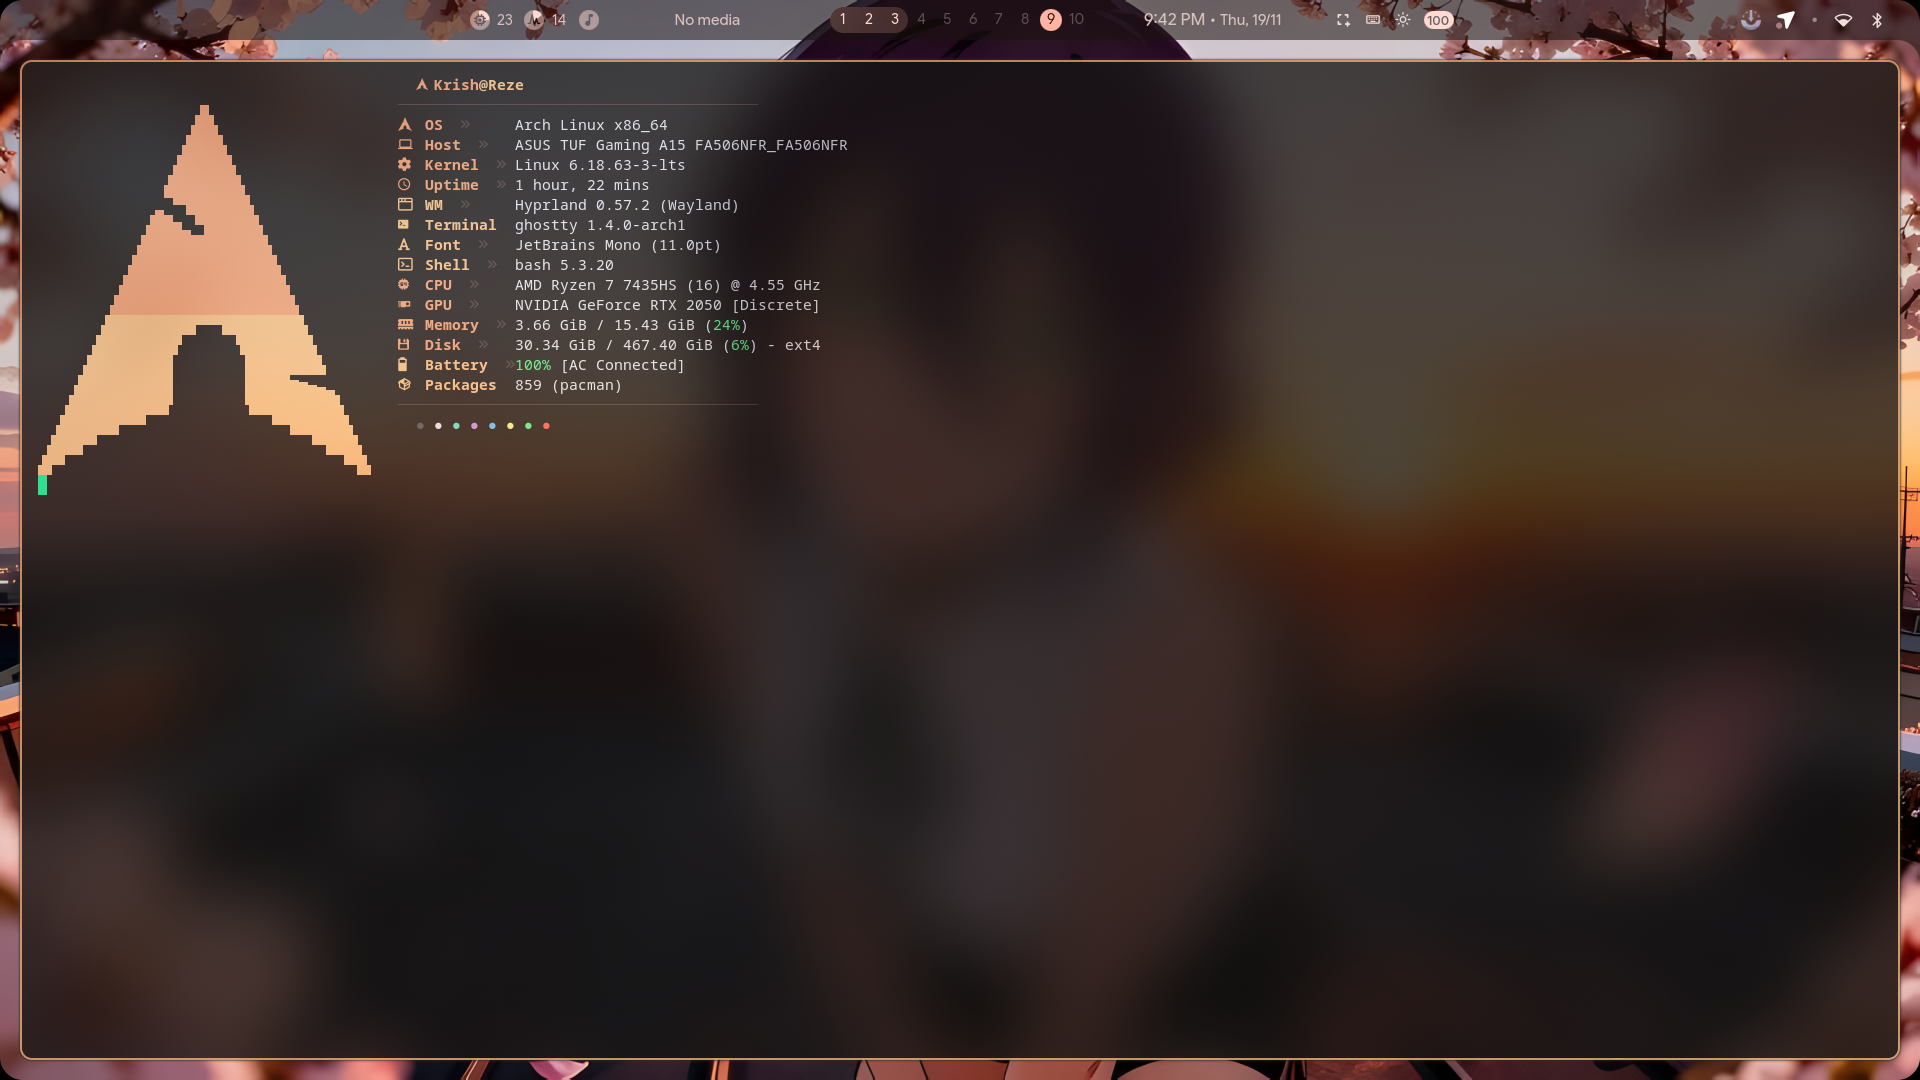 23 14 No media 1 2 3 4 5 6 7 8 9 10 9:42 PM • Thu, 19/11 100
Krish@Reze
OS » Arch Linux x86_64
Host » ASUS TUF Gaming A15 FA506NFR_FA506NFR
Kernel » Linux 6.18.63-3-lts
Uptime » 1 hour, 22 mins
WM » Hyprland 0.57.2 (Wayland)
Terminal ghostty 1.4.0-arch1
Font » JetBrains Mono (11.0pt)
Shell » bash 5.3.20
CPU » AMD Ryzen 7 7435HS (16) @ 4.55 GHz
GPU » NVIDIA GeForce RTX 2050 [Discrete]
Memory » 3.66 GiB / 15.43 GiB (24%)
Disk » 30.34 GiB / 467.40 GiB (6%) - ext4
Battery »100% [AC Connected]
Packages 859 (pacman)